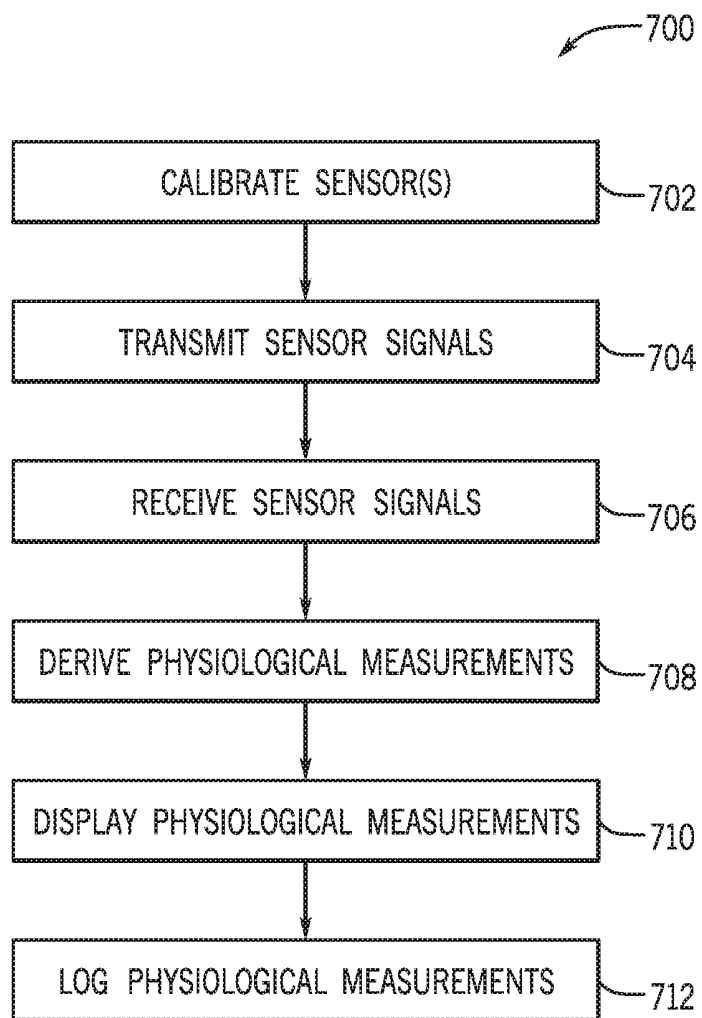 700
CALIBRATE SENSOR(S)
702
TRANSMIT SENSOR SIGNALS
704
RECEIVE SENSOR SIGNALS
706
DERIVE PHYSIOLOGICAL MEASUREMENTS
708
DISPLAY PHYSIOLOGICAL MEASUREMENTS
710
LOG PHYSIOLOGICAL MEASUREMENTS
712